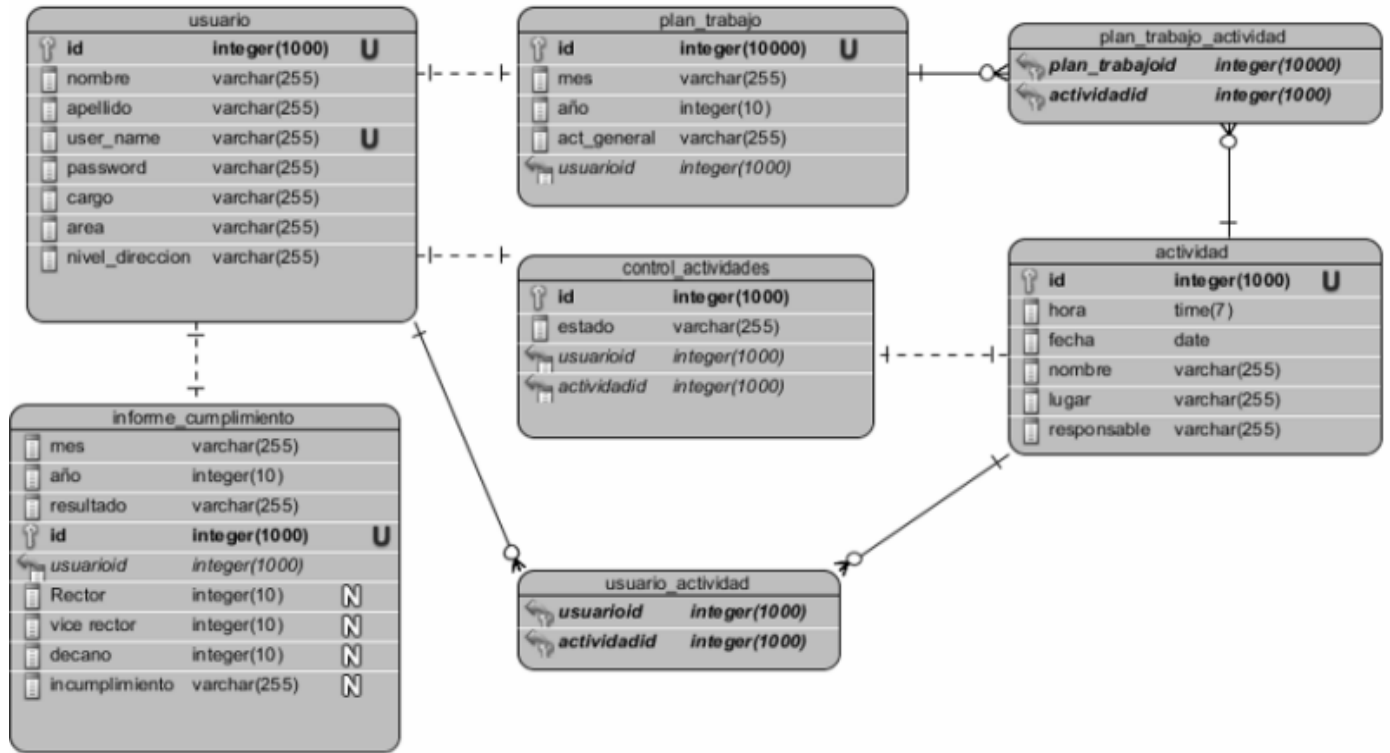 usuario
id integer(1000) U
nombre varchar(255)
apellido varchar(255)
user_name varchar(255) U
password varchar(255)
cargo varchar(255)
area varchar(255)
nivel_direccion varchar(255)
plan_trabajo
id integer(10000) U
mes varchar(255)
año integer(10)
act_general varchar(255)
usuarioid integer(1000)
plan_trabajo_actividad
plan_trabajoid integer(10000)
actividadid integer(1000)
control_actividades
id integer(1000)
estado varchar(255)
usuarioid integer(1000)
actividadid integer(1000)
actividad
id integer(1000) U
hora time(7)
fecha date
nombre varchar(255)
lugar varchar(255)
responsable varchar(255)
informe_cumplimiento
mes varchar(255)
año integer(10)
resultado varchar(255)
id integer(1000) U
usuarioid integer(1000)
Rector integer(10) N
vice rector integer(10) N
decano integer(10) N
incumplimiento varchar(255) N
usuario_actividad
usuarioid integer(1000)
actividadid integer(1000)